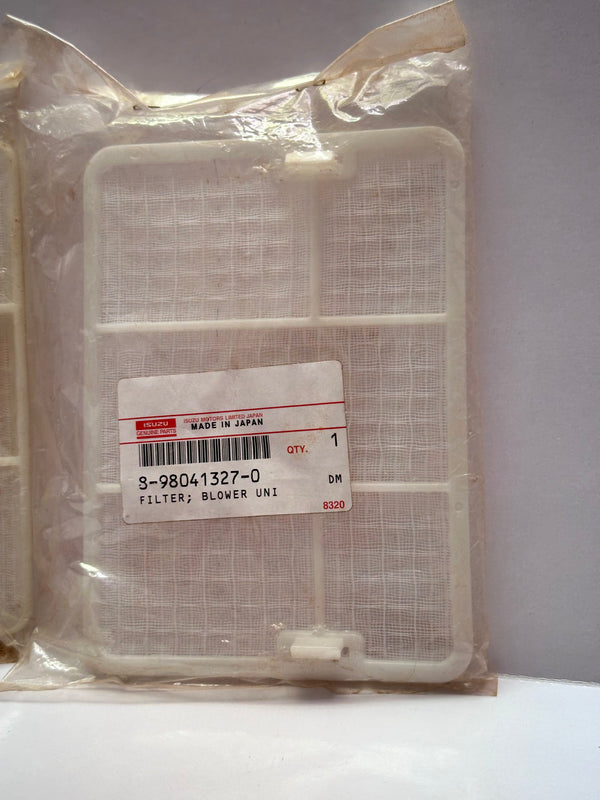 ISUZU
GENUINE PARTS
ISUZU MOTORS LIMITED JAPAN
MADE IN JAPAN
QTY. 1
8-98041327-0
DM
FILTER; BLOWER UNI
8320